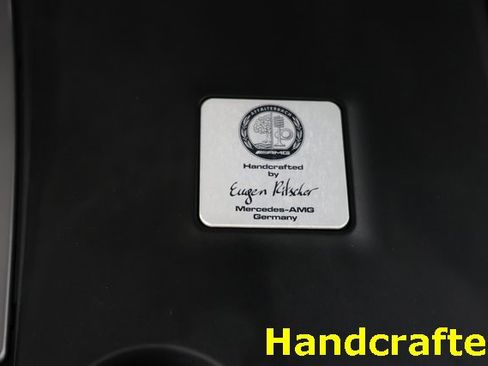 AFFALTERBACH
AMG
Handcrafted
by
Eugen Ritscher
Mercedes-AMG
Germany
Handcrafte